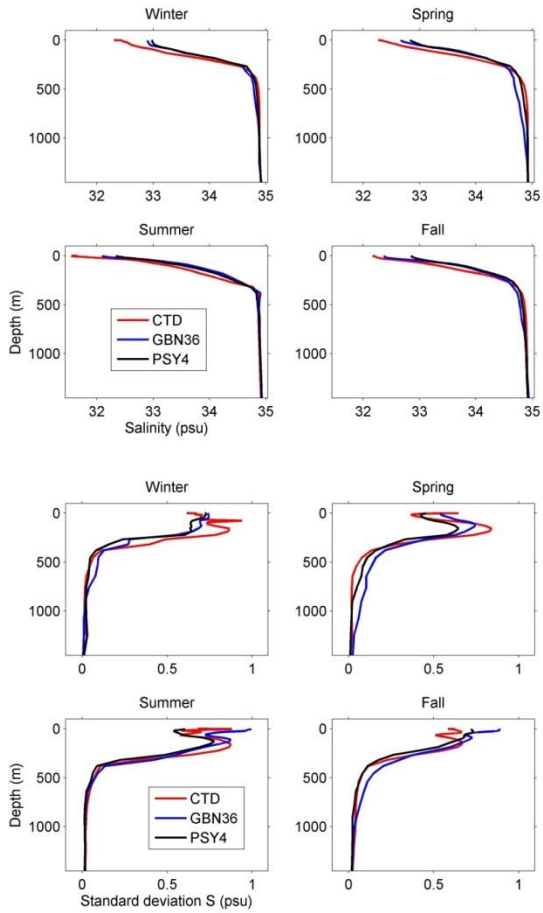 Winter Spring
0 0
500 500
1000 1000
32 33 34 35 32 33 34 35
Summer Fall
0 0
Depth (m)
500 500
CTD
GBN36
PSY4
1000 1000
32 33 34 35 32 33 34 35
Salinity (psu)
Winter Spring
0 0
500 500
1000 1000
0 0.5 1 0 0.5 1
Summer Fall
0 0
Depth (m)
500 500
CTD
GBN36
PSY4
1000 1000
0 0.5 1 0 0.5 1
Standard deviation S (psu)